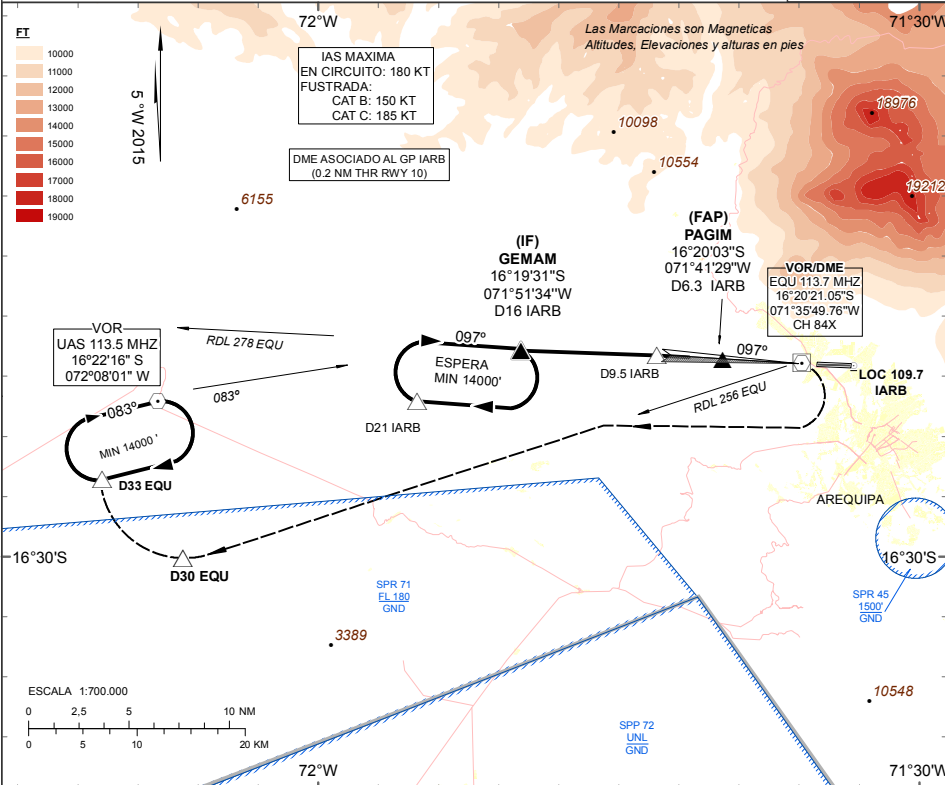 72°W
71°30'W
FT
10000
11000
12000
13000
14000
15000
16000
17000
18000
19000
5 °W 2015
IAS MAXIMA
EN CIRCUITO: 180 KT
FUSTRADA:
CAT B: 150 KT
CAT C: 185 KT
DME ASOCIADO AL GP IARB
(0.2 NM THR RWY 10)
Las Marcaciones son Magneticas
Altitudes, Elevaciones y alturas en pies
18976
10098
10554
19212
6155
(IF)
GEMAM
16°19'31"S
071°51'34"W
D16 IARB
(FAP)
PAGIM
16°20'03"S
071°41'29"W
D6.3 IARB
VOR/DME
EQU 113.7 MHZ
16°20'21.05"S
071°35'49.76"W
CH 84X
VOR
UAS 113.5 MHZ
16°22'16" S
072°08'01" W
RDL 278 EQU
083º
097º
ESPERA
MIN 14000'
D21 IARB
D9.5 IARB
097º
LOC 109.7
IARB
RDL 256 EQU
083º
MIN 14000 '
D33 EQU
D30 EQU
AREQUIPA
16°30'S
16°30'S
SPR 71
FL 180
GND
SPR 45
1500'
GND
3389
10548
SPP 72
UNL
GND
ESCALA 1:700.000
0 2,5 5 10 NM
0 5 10 20 KM
72°W
71°30'W